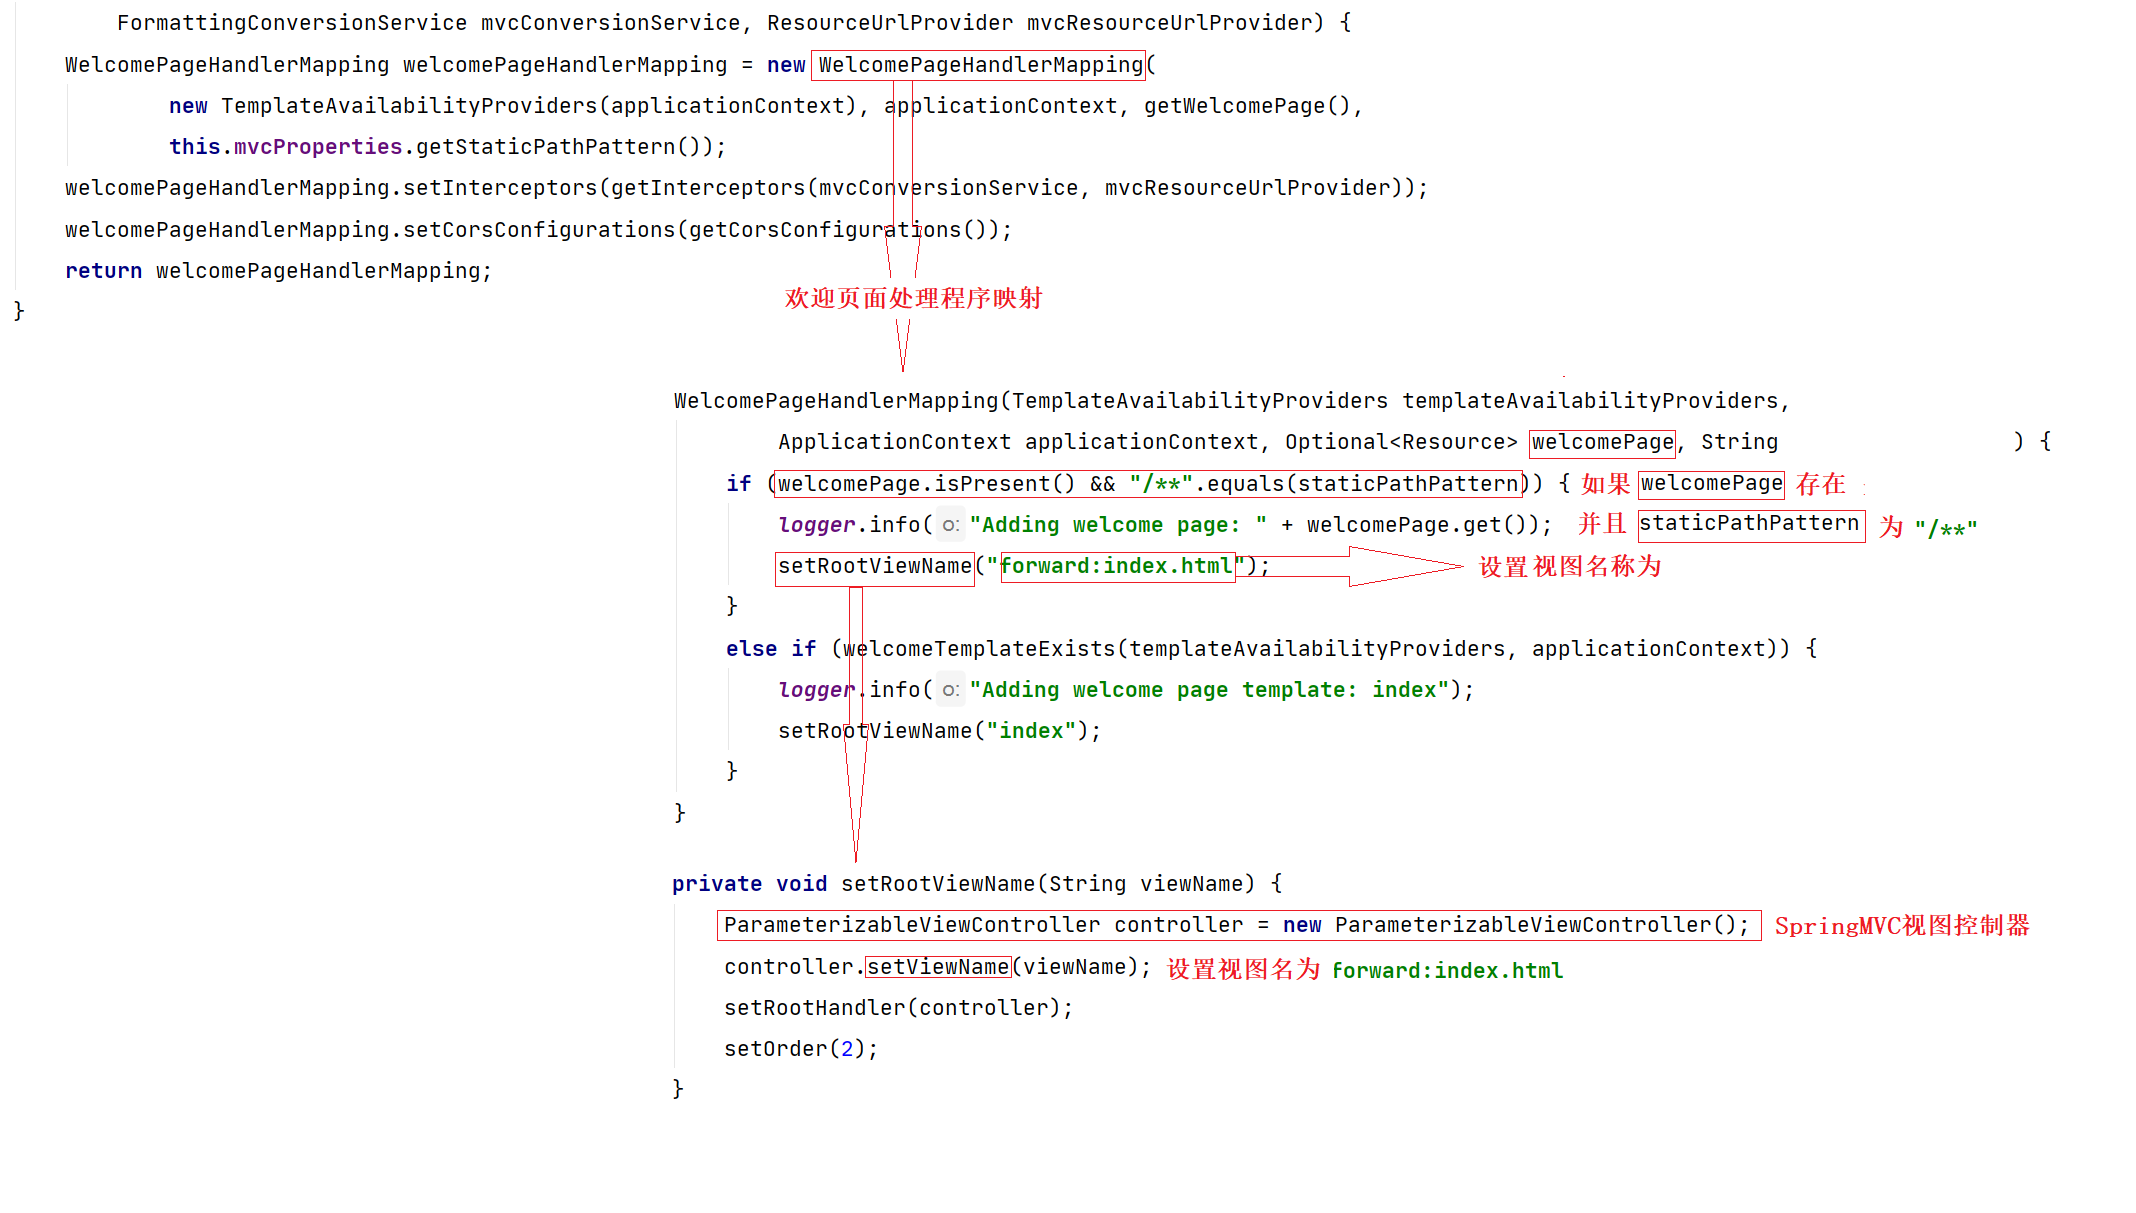 FormattingConversionService mvcConversionService, ResourceUrlProvider mvcResourceUrlProvider) {
WelcomePageHandlerMapping welcomePageHandlerMapping = new WelcomePageHandlerMapping(
new TemplateAvailabilityProviders(applicationContext), applicationContext, getWelcomePage(),
this.mvcProperties.getStaticPathPattern());
welcomePageHandlerMapping.setInterceptors(getInterceptors(mvcConversionService, mvcResourceUrlProvider));
welcomePageHandlerMapping.setCorsConfigurations(getCorsConfigurations());
return welcomePageHandlerMapping;
欢迎页面处理程序映射
}
WelcomePageHandlerMapping(TemplateAvailabilityProviders templateAvailabilityProviders,
ApplicationContext applicationContext, Optional<Resource> welcomePage, String ) {
if (welcomePage.isPresent() && "/**".equals(staticPathPattern)) { 如果 welcomePage 存在
logger.info( o: "Adding welcome page: " + welcomePage.get()); 并且 staticPathPattern 为 "/**"
setRootViewName("forward:index.html"); 设置视图名称为
}
else if (welcomeTemplateExists(templateAvailabilityProviders, applicationContext)) {
logger.info( o: "Adding welcome page template: index");
setRootViewName("index");
}
}
private void setRootViewName(String viewName) {
ParameterizableViewController controller = new ParameterizableViewController(); SpringMVC视图控制器
controller.setViewName(viewName); 设置视图名为 forward:index.html
setRootHandler(controller);
setOrder(2);
}